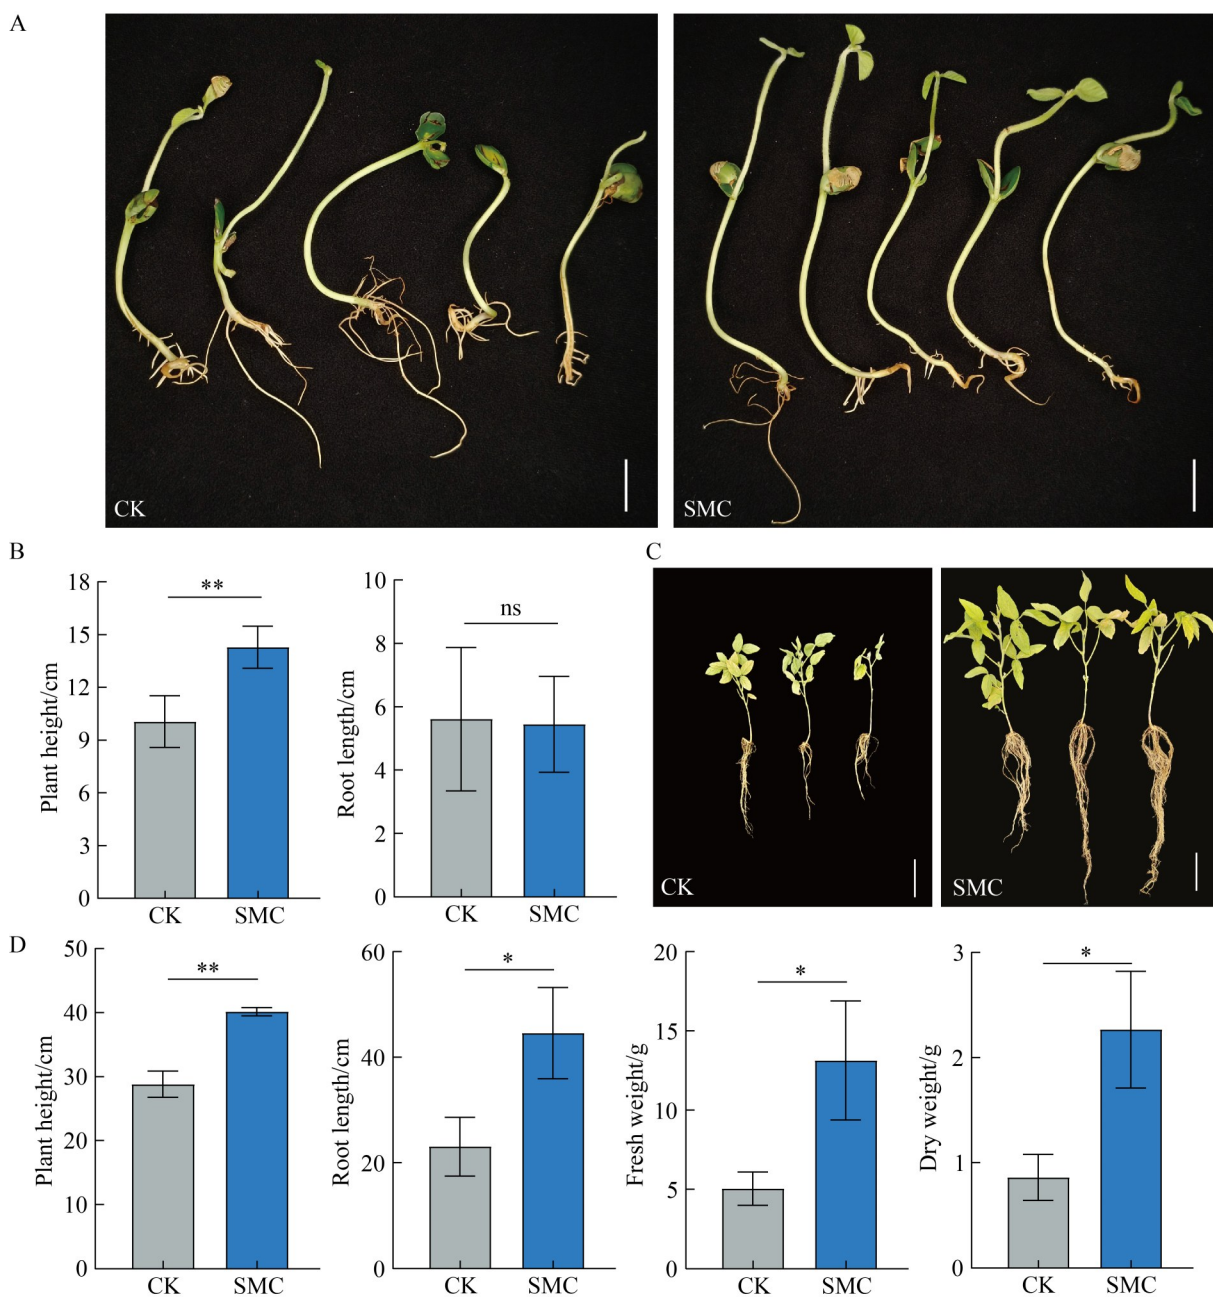 A
CK
SMC
B
Plant height/cm
18
15
12
9
6
3
0
**
CK
SMC
Root length/cm
10
8
6
4
2
0
ns
CK
SMC
C
CK
SMC
D
Plant height/cm
50
40
30
20
10
0
**
CK
SMC
Root length/cm
60
40
20
0
*
CK
SMC
Fresh weight/g
20
15
10
5
0
*
CK
SMC
Dry weight/g
3
2
1
0
*
CK
SMC